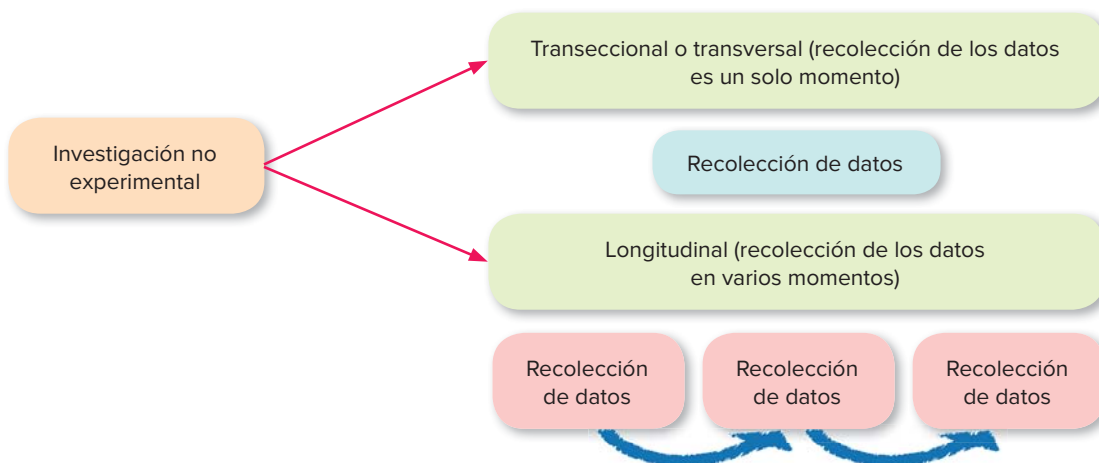 Transeccional o transversal (recolección de los datos
es un solo momento)
Investigación no
experimental
Recolección de datos
Longitudinal (recolección de los datos
en varios momentos)
Recolección
de datos
Recolección
de datos
Recolección
de datos